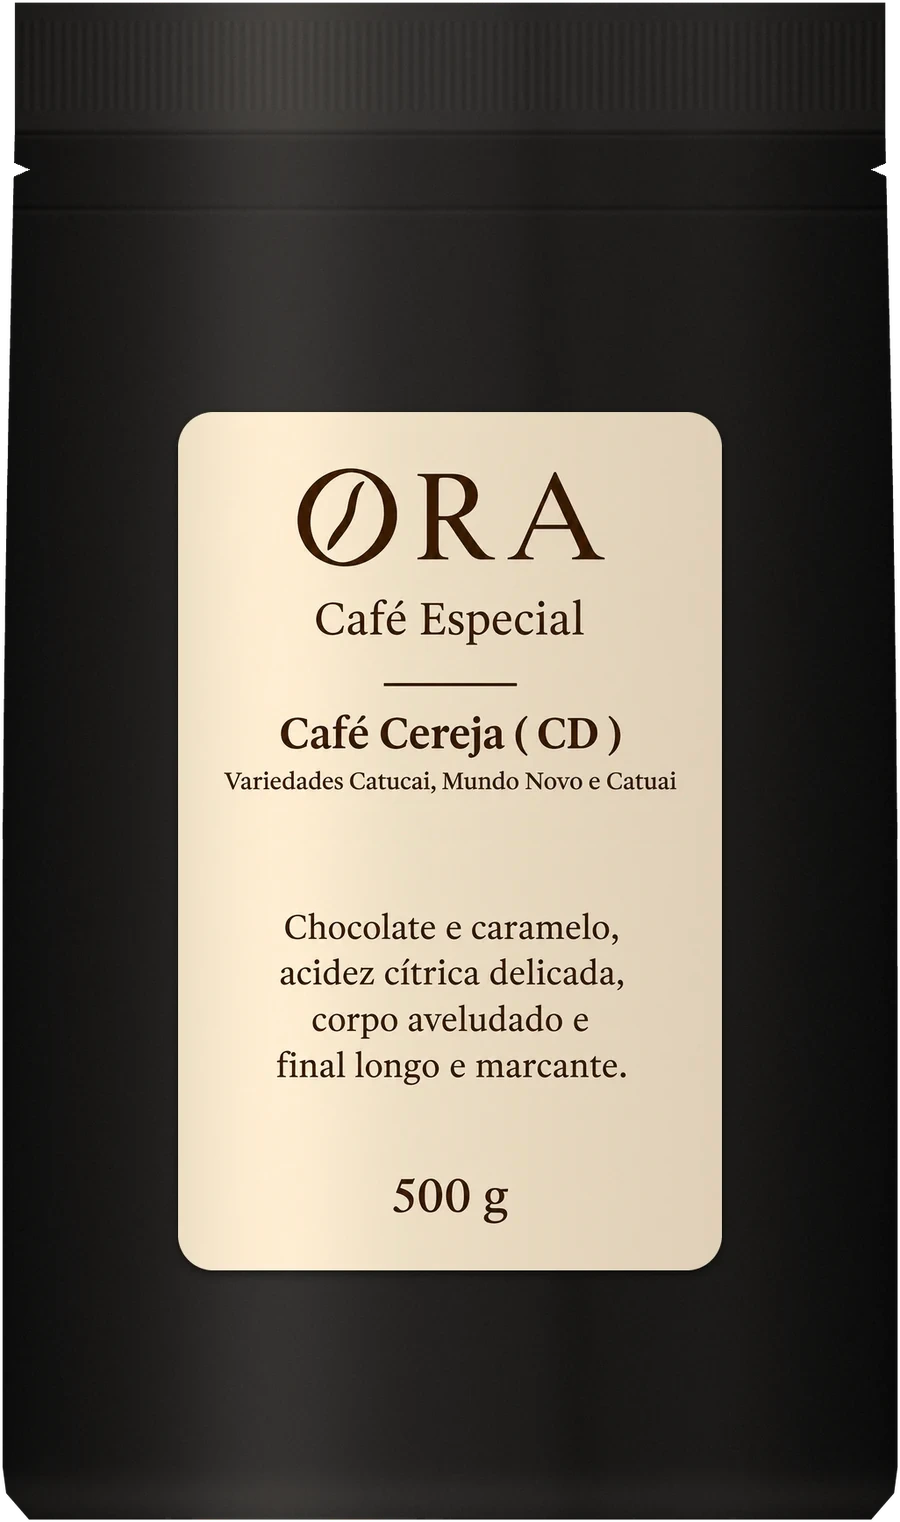 ORA
Café Especial
Café Cereja ( CD )
Variedades Catucai, Mundo Novo e Catuai
Chocolate e caramelo,
acidez cítrica delicada,
corpo aveludado e
final longo e marcante.
500 g